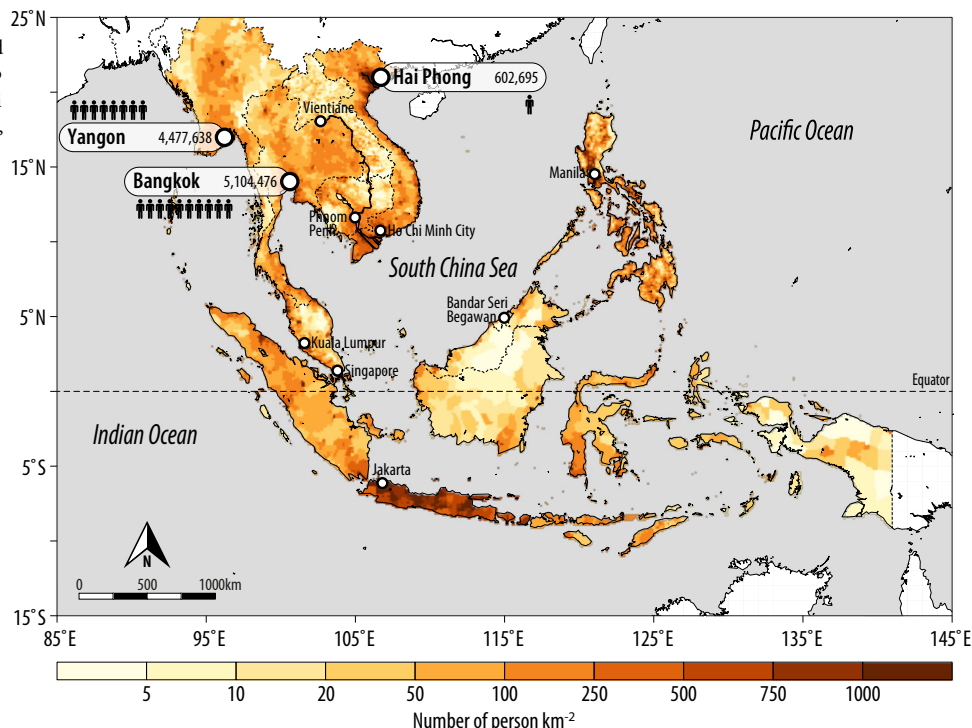 25°N
15°N
5°N
5°S
15°S
Hai Phong 602,695
Vientiane
Yangon 4,477,638
Bangkok 5,104,476
Pacific Ocean
Manila
Phnom
Penh
Ho Chi Minh City
South China Sea
Bandar Seri
Begawan
Kuala Lumpur
Singapore
Equator
Indian Ocean
Jakarta
N
0 500 1000km
85°E 95°E 105°E 115°E 125°E 135°E 145°E
5 10 20 50 100 250 500 750 1000
Number of person km-2